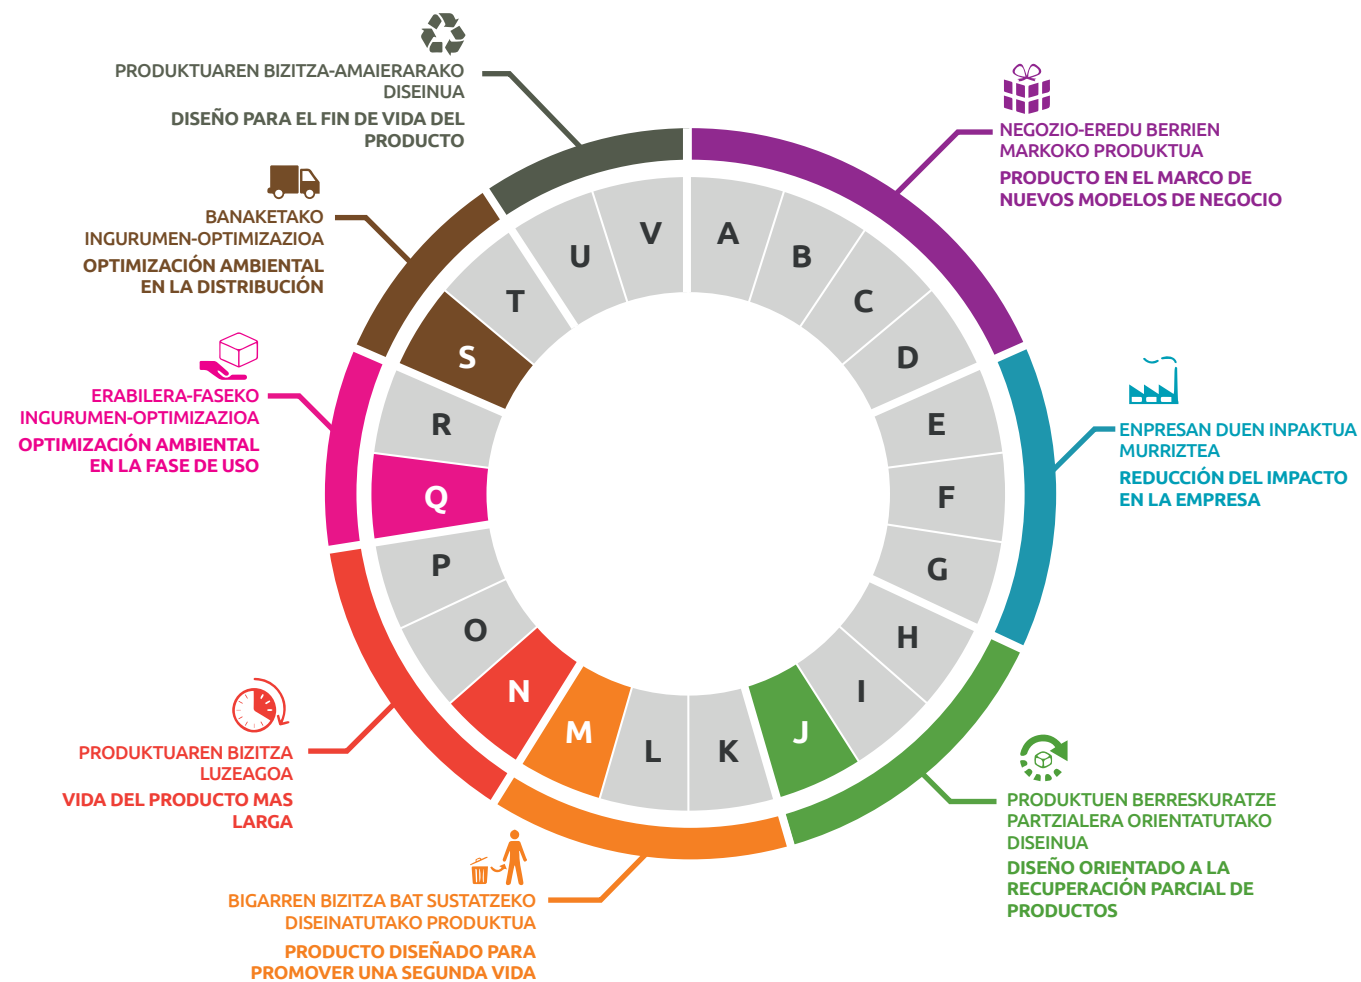 PRODUKTUAREN BIZITZA-AMAIERARAKO
DISEINUA
DISEÑO PARA EL FIN DE VIDA DEL
PRODUCTO
NEGOZIO-EREDU BERRIEN
MARKOKO PRODUKTUA
PRODUCTO EN EL MARCO DE
NUEVOS MODELOS DE NEGOCIO
BANAKETAKO
INGURUMEN-OPTIMIZAZIOA
OPTIMIZACIÓN AMBIENTAL
EN LA DISTRIBUCIÓN
ERABILERA-FASEKO
INGURUMEN-OPTIMIZAZIOA
OPTIMIZACIÓN AMBIENTAL
EN LA FASE DE USO
ENPRESAN DUEN INPAKTUA
MURRIZTEA
REDUCCIÓN DEL IMPACTO
EN LA EMPRESA
A
B
C
D
E
F
G
H
I
J
K
L
M
N
O
P
Q
R
S
T
U
V
PRODUKTUAREN BIZITZA
LUZEAGOA
VIDA DEL PRODUCTO MAS
LARGA
PRODUKTUEN BERRESKURATZE
PARTZIALERA ORIENTATUTAKO
DISEINUA
DISEÑO ORIENTADO A LA
RECUPERACIÓN PARCIAL DE
PRODUCTOS
BIGARREN BIZITZA BAT SUSTATZEKO
DISEINATUTAKO PRODUKTUA
PRODUCTO DISEÑADO PARA
PROMOVER UNA SEGUNDA VIDA